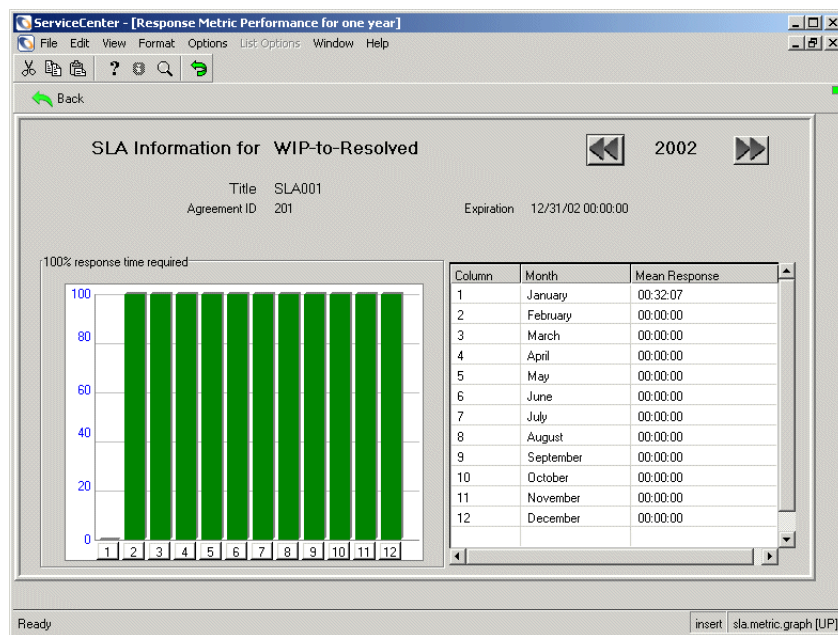 ServiceCenter - [Response Metric Performance for one year]
File Edit View Format Options List Options Window Help
Back
SLA Information for WIP-to-Resolved 2002
Title SLA001
Agreement ID 201 Expiration 12/31/02 00:00:00
100% response time required
100
80
60
40
20
0
1 2 3 4 5 6 7 8 9 10 11 12
Column Month Mean Response
1 January 00:32:07
2 February 00:00:00
3 March 00:00:00
4 April 00:00:00
5 May 00:00:00
6 June 00:00:00
7 July 00:00:00
8 August 00:00:00
9 September 00:00:00
10 October 00:00:00
11 November 00:00:00
12 December 00:00:00
Ready insert sla.metric.graph [UP]